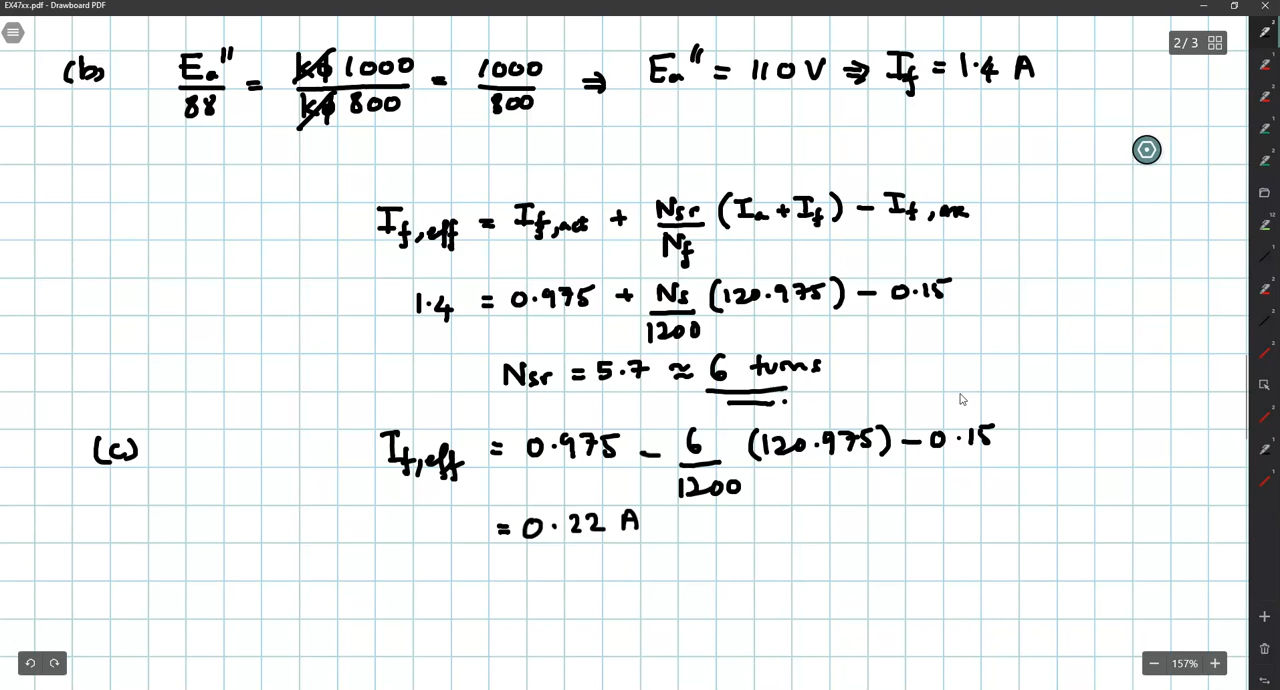 EX47xx.pdf - Drawboard PDF
2 / 3
(b) Ea''/88 = kϕ 1000/kϕ 800 = 1000/800 ⇒ Ea'' = 110 V ⇒ If = 1.4 A
If,eff = If,act + Nsr/Nf (Ia + If) - If,AR
1.4 = 0.975 + Ns/1200 (120.975) - 0.15
Nsr = 5.7 ≈ 6 turns
(c) If,eff = 0.975 - 6/1200 (120.975) - 0.15
= 0.22 A
157%